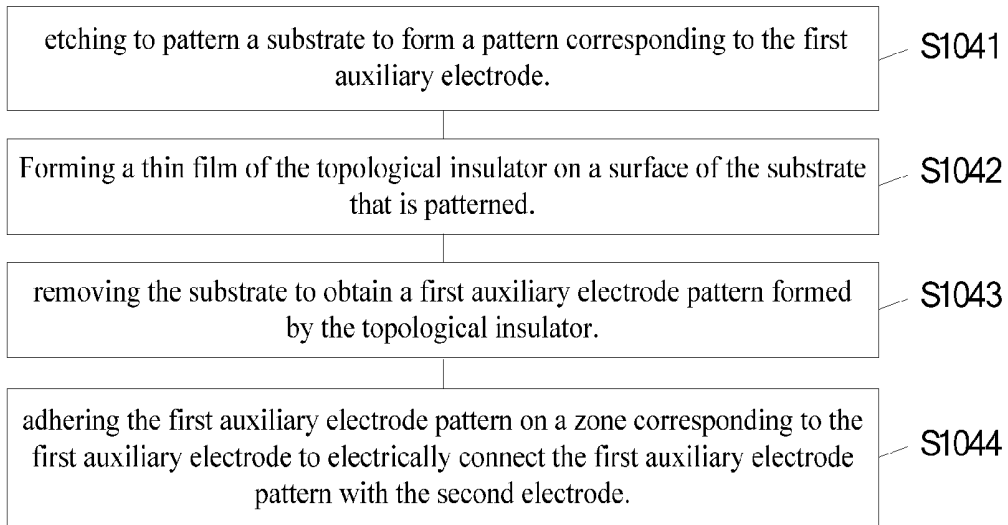 etching to pattern a substrate to form a pattern corresponding to the first
auxiliary electrode.
S1041
Forming a thin film of the topological insulator on a surface of the substrate
that is patterned.
S1042
removing the substrate to obtain a first auxiliary electrode pattern formed
by the topological insulator.
S1043
adhering the first auxiliary electrode pattern on a zone corresponding to the
first auxiliary electrode to electrically connect the first auxiliary electrode
pattern with the second electrode.
S1044